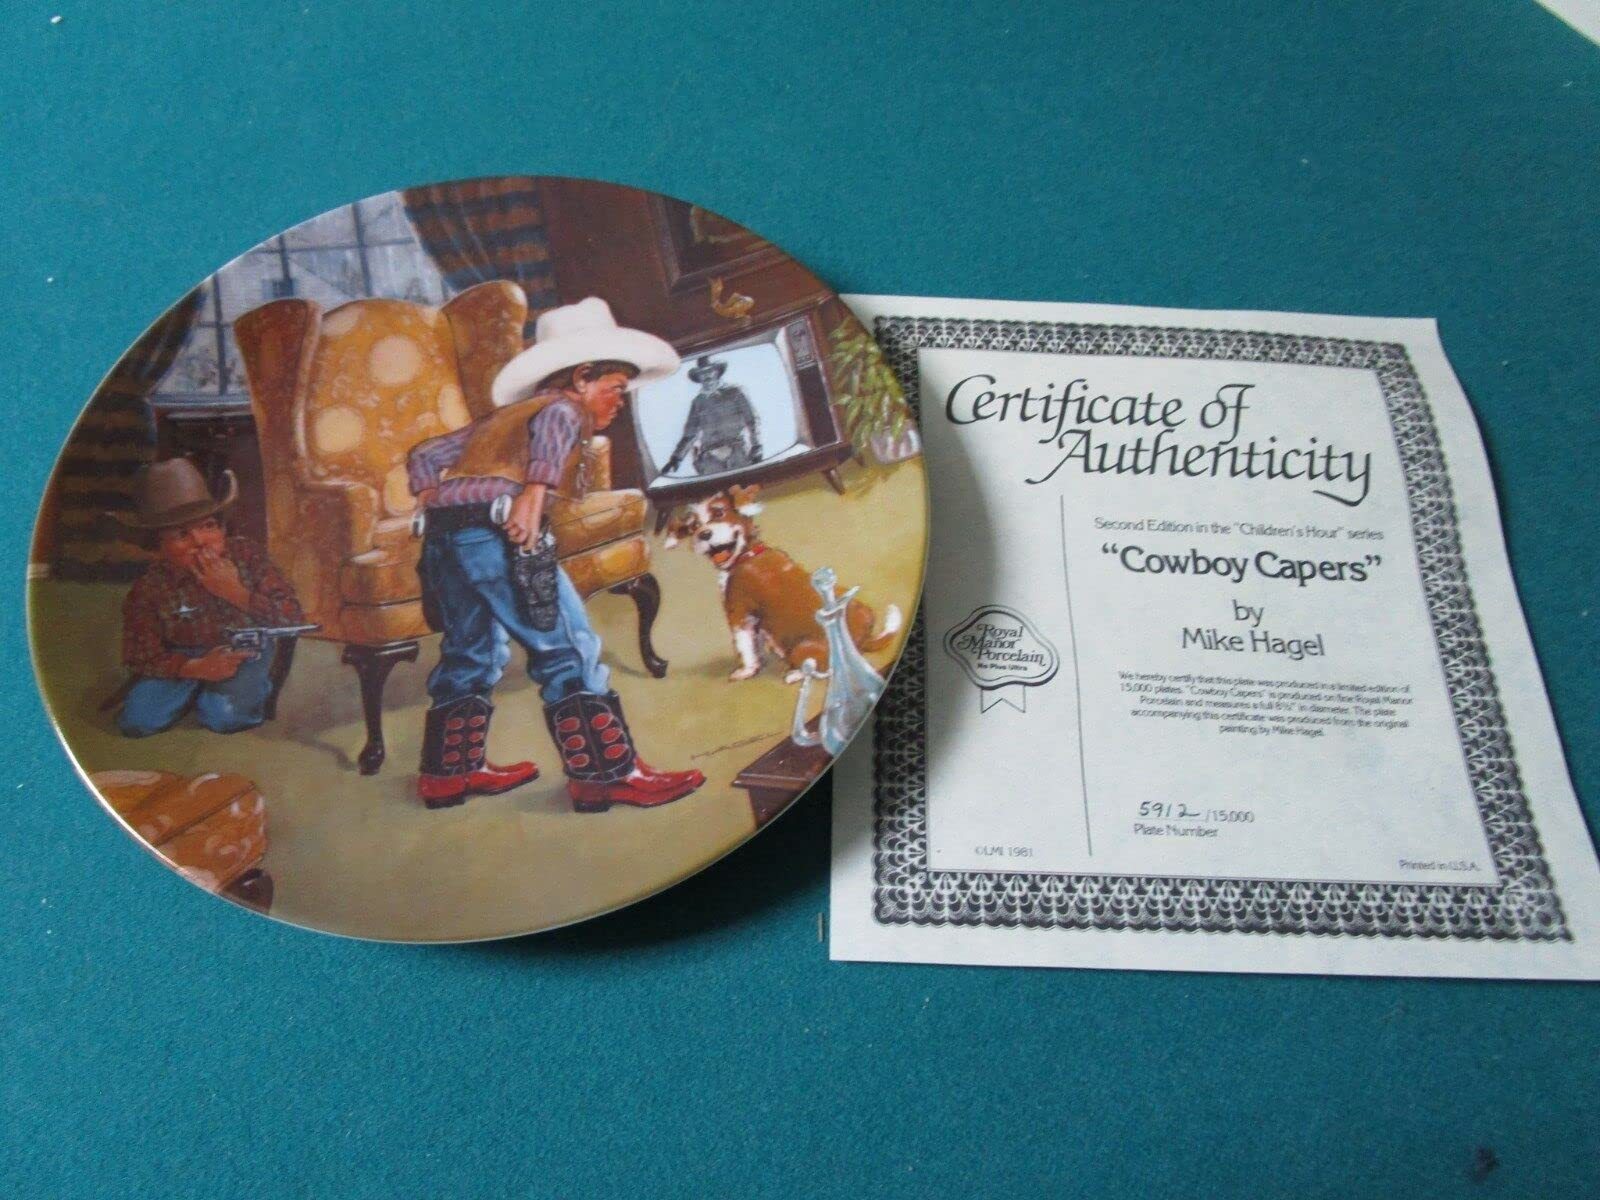 Certificate of
Authenticity
Second Edition in the "Children's Hour" series
"Cowboy Capers"
by
Mike Hagel
Royal
Manor
Porcelain
Ne Plus Ultra
We hereby certify that this plate was produced in a limited edition of
15,000 plates. "Cowboy Capers" is produced on fine Royal Manor
Porcelain and measures a full 8½" in diameter. The plate
accompanying this certificate was produced from the original
painting by Mike Hagel.
5912 /15,000
Plate Number
©LMI 1981
Printed in U.S.A.